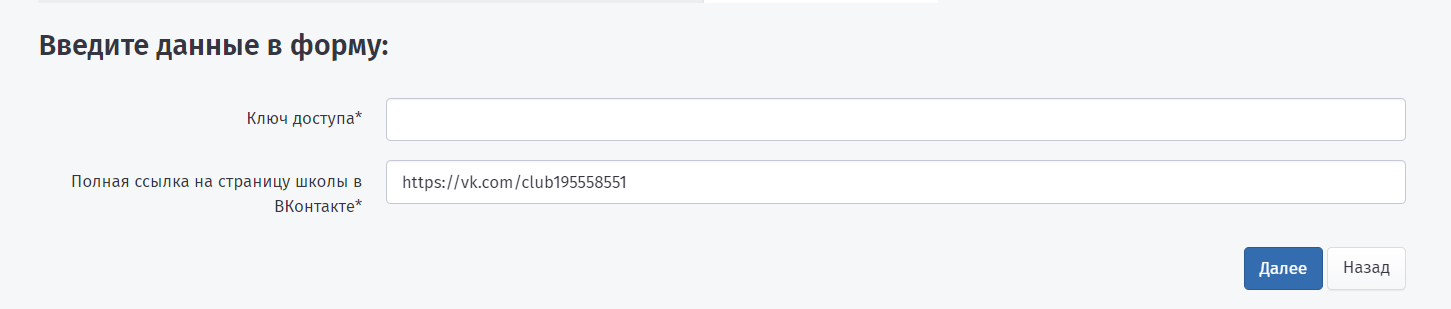 Введите данные в форму:
Ключ доступа*
Полная ссылка на страницу школы в
ВКонтакте*
https://vk.com/club195558551
Далее
Назад